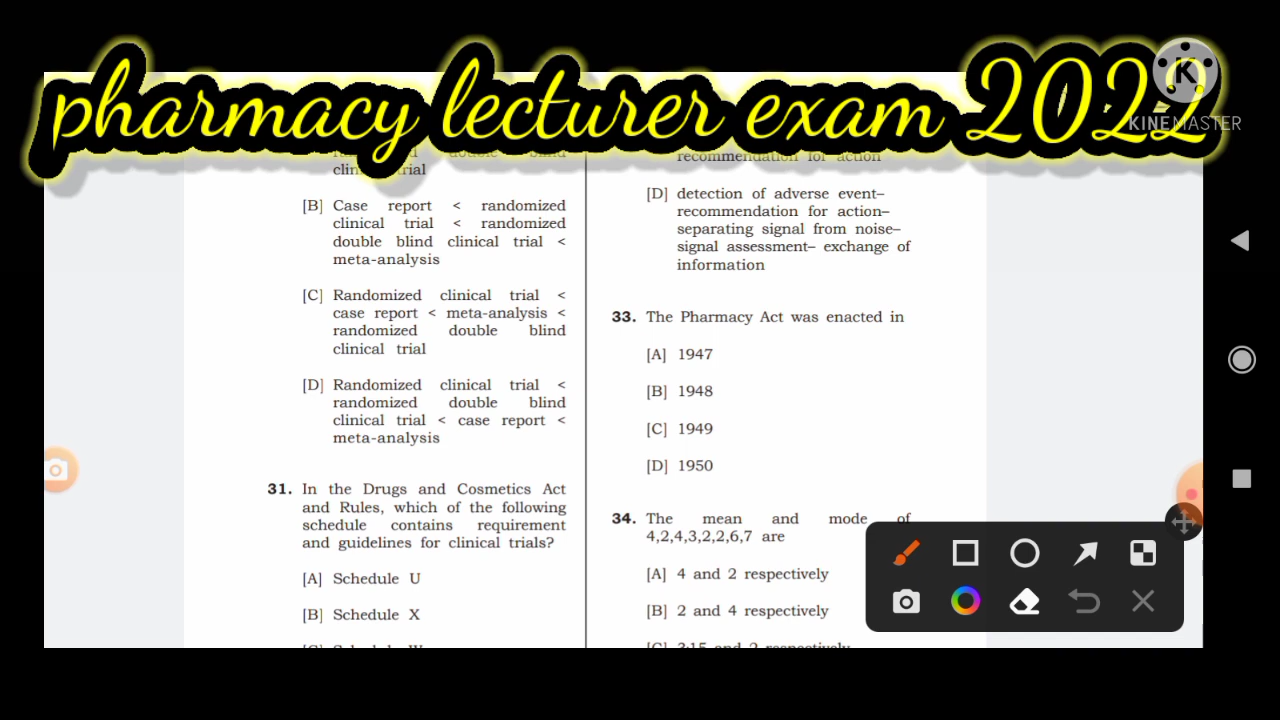 pharmacy lecturer exam 2022
K
KINEMASTER
double blind
trial
[B] Case report < randomized
clinical trial < randomized
double blind clinical trial <
meta-analysis
[C] Randomized clinical trial <
case report < meta-analysis <
randomized double blind
clinical trial
[D] Randomized clinical trial <
randomized double blind
clinical trial < case report <
meta-analysis
31. In the Drugs and Cosmetics Act
and Rules, which of the following
schedule contains requirement
and guidelines for clinical trials?
[A] Schedule U
[B] Schedule X
recommendation for action
[D] detection of adverse event–
recommendation for action–
separating signal from noise–
signal assessment– exchange of
information
33. The Pharmacy Act was enacted in
[A] 1947
[B] 1948
[C] 1949
[D] 1950
34. The mean and mode of
4,2,4,3,2,2,6,7 are
[A] 4 and 2 respectively
[B] 2 and 4 respectively